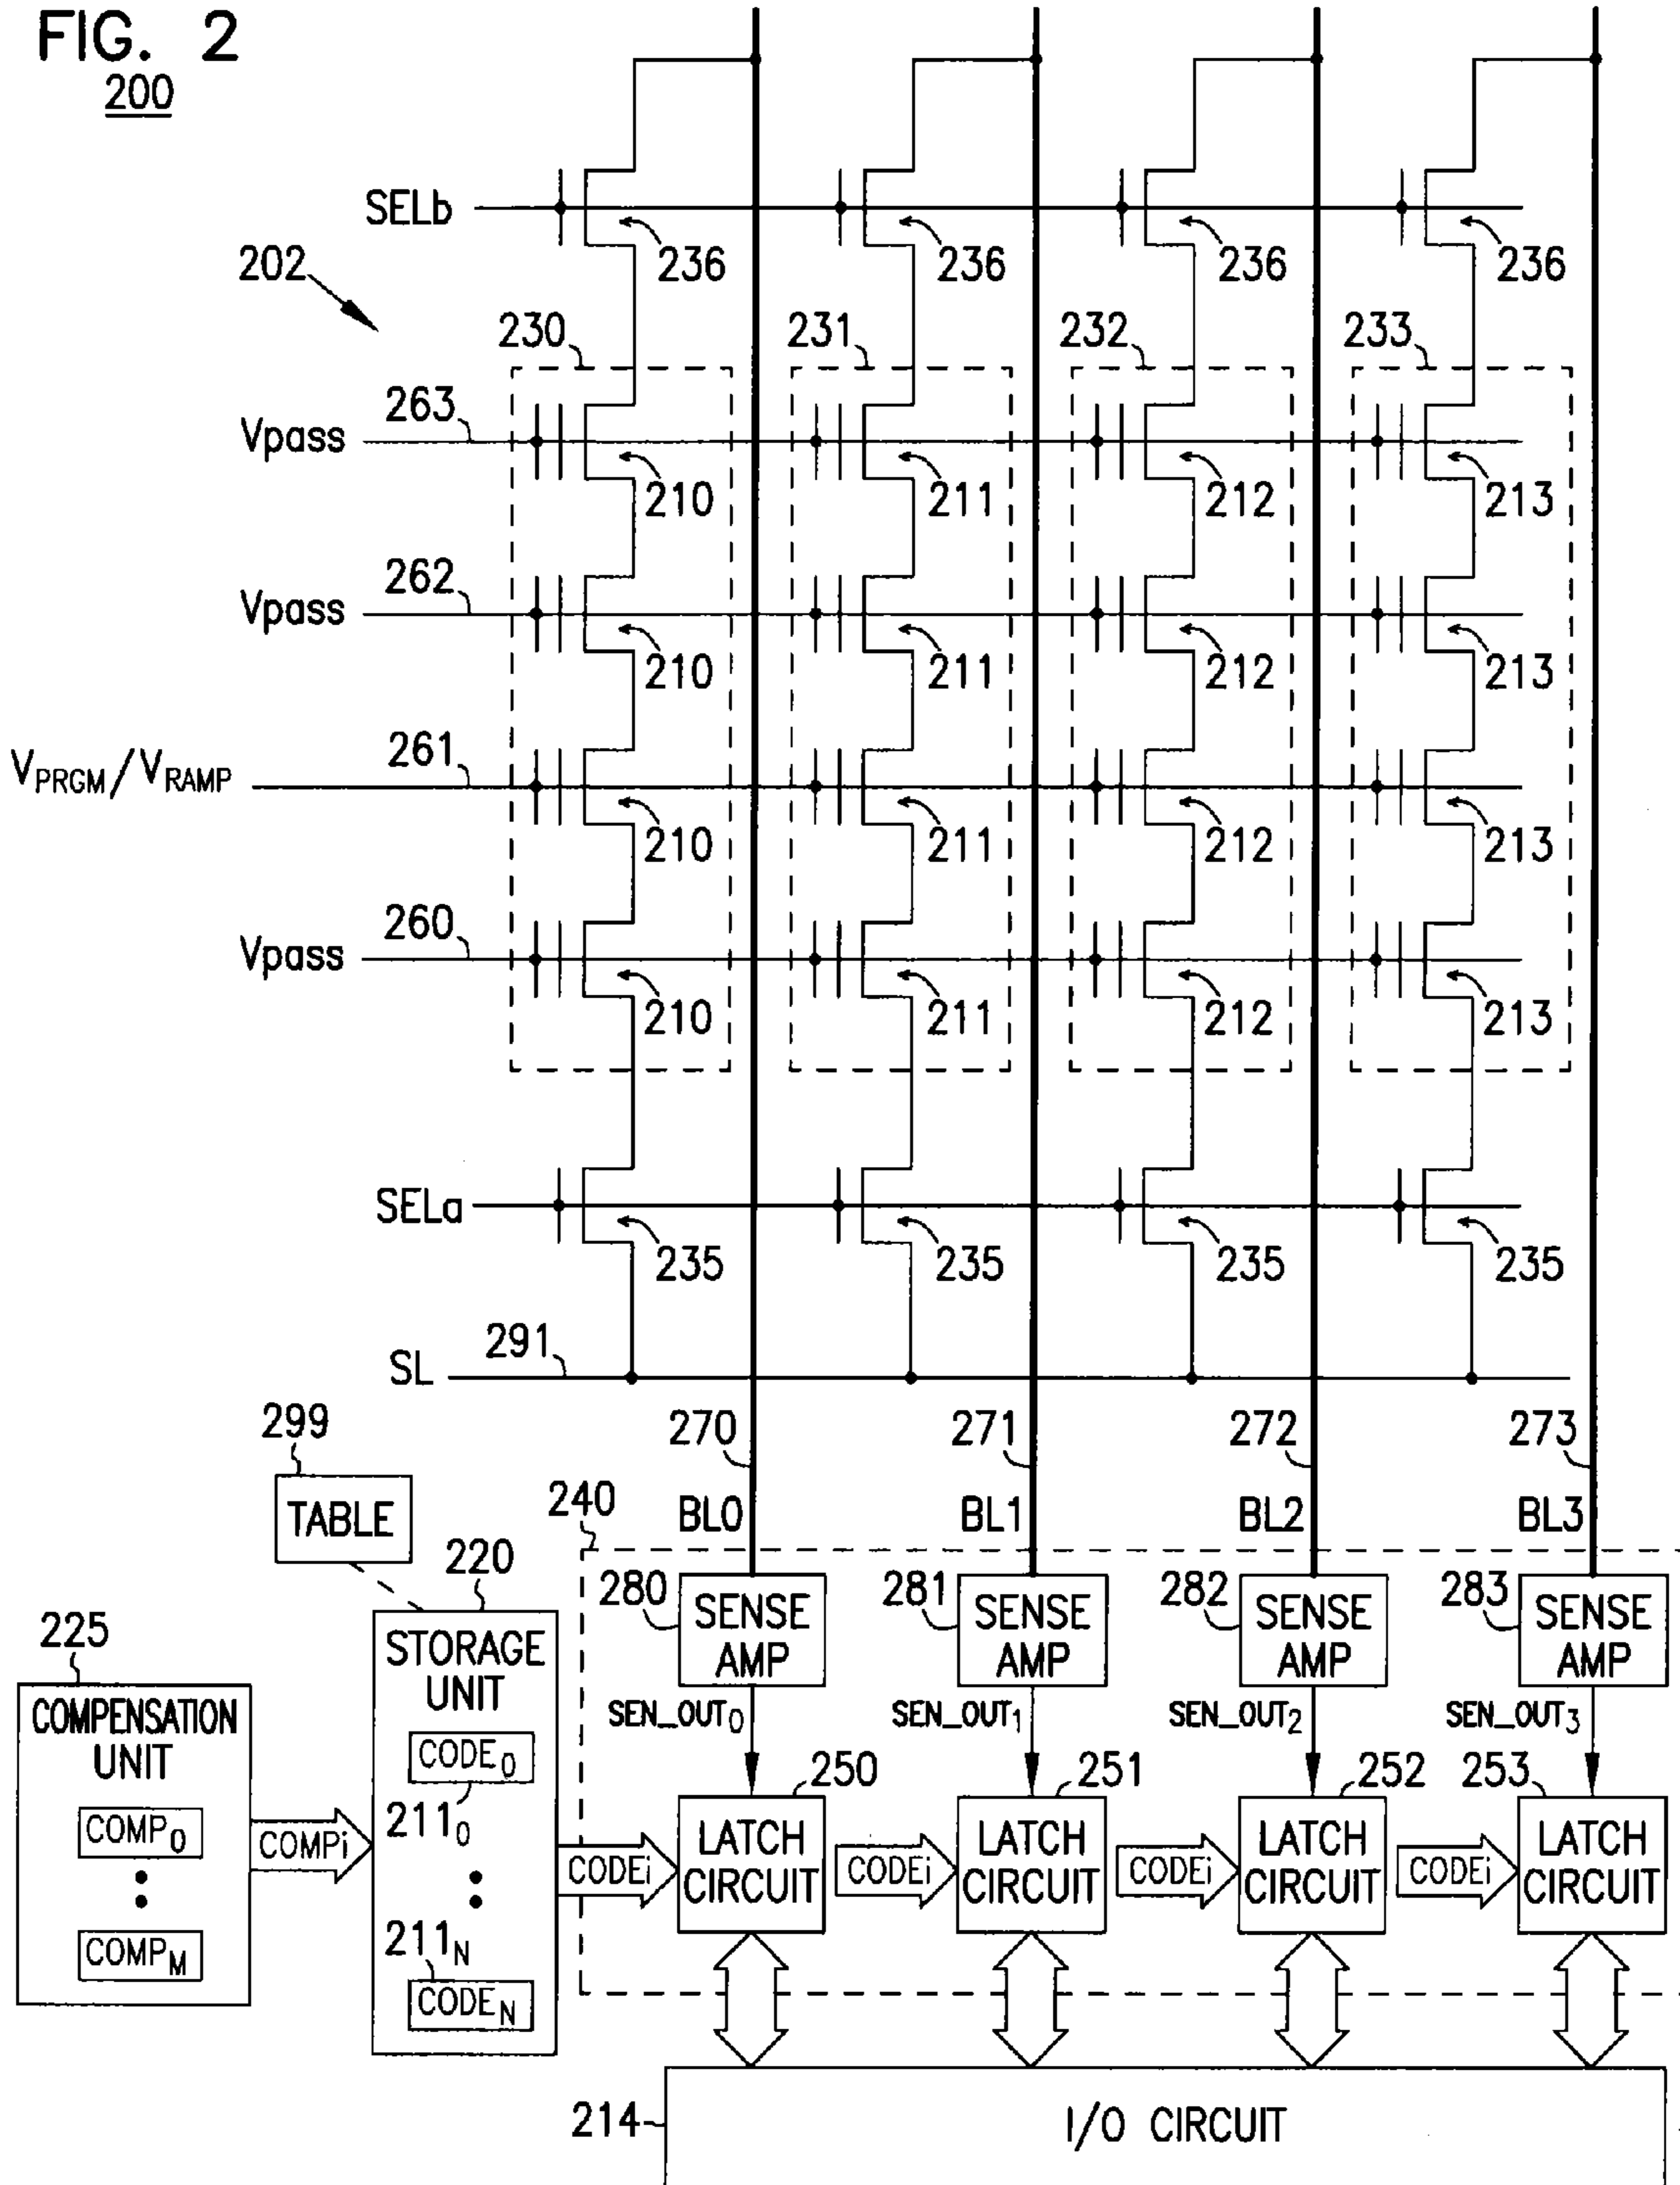 FIG. 2
200
SELb
236 236 236 236
202
230 231 232 233
Vpass 263
210 211 212 213
Vpass 262
210 211 212 213
VPRGM/VRAMP 261
210 211 212 213
Vpass 260
210 211 212 213
SELa
235 235 235 235
SL 291
270 271 272 273
299
TABLE
240
BL0 BL1 BL2 BL3
220
280 281 282 283
SENSE AMP SENSE AMP SENSE AMP SENSE AMP
225
COMPENSATION UNIT
STORAGE UNIT
SEN_OUT0 SEN_OUT1 SEN_OUT2 SEN_OUT3
CODE0
2110
250 251 252 253
COMP0
COMPi
CODEi
LATCH CIRCUIT
CODEi
LATCH CIRCUIT
CODEi
LATCH CIRCUIT
CODEi
LATCH CIRCUIT
COMPM
211N
CODEN
214
I/O CIRCUIT